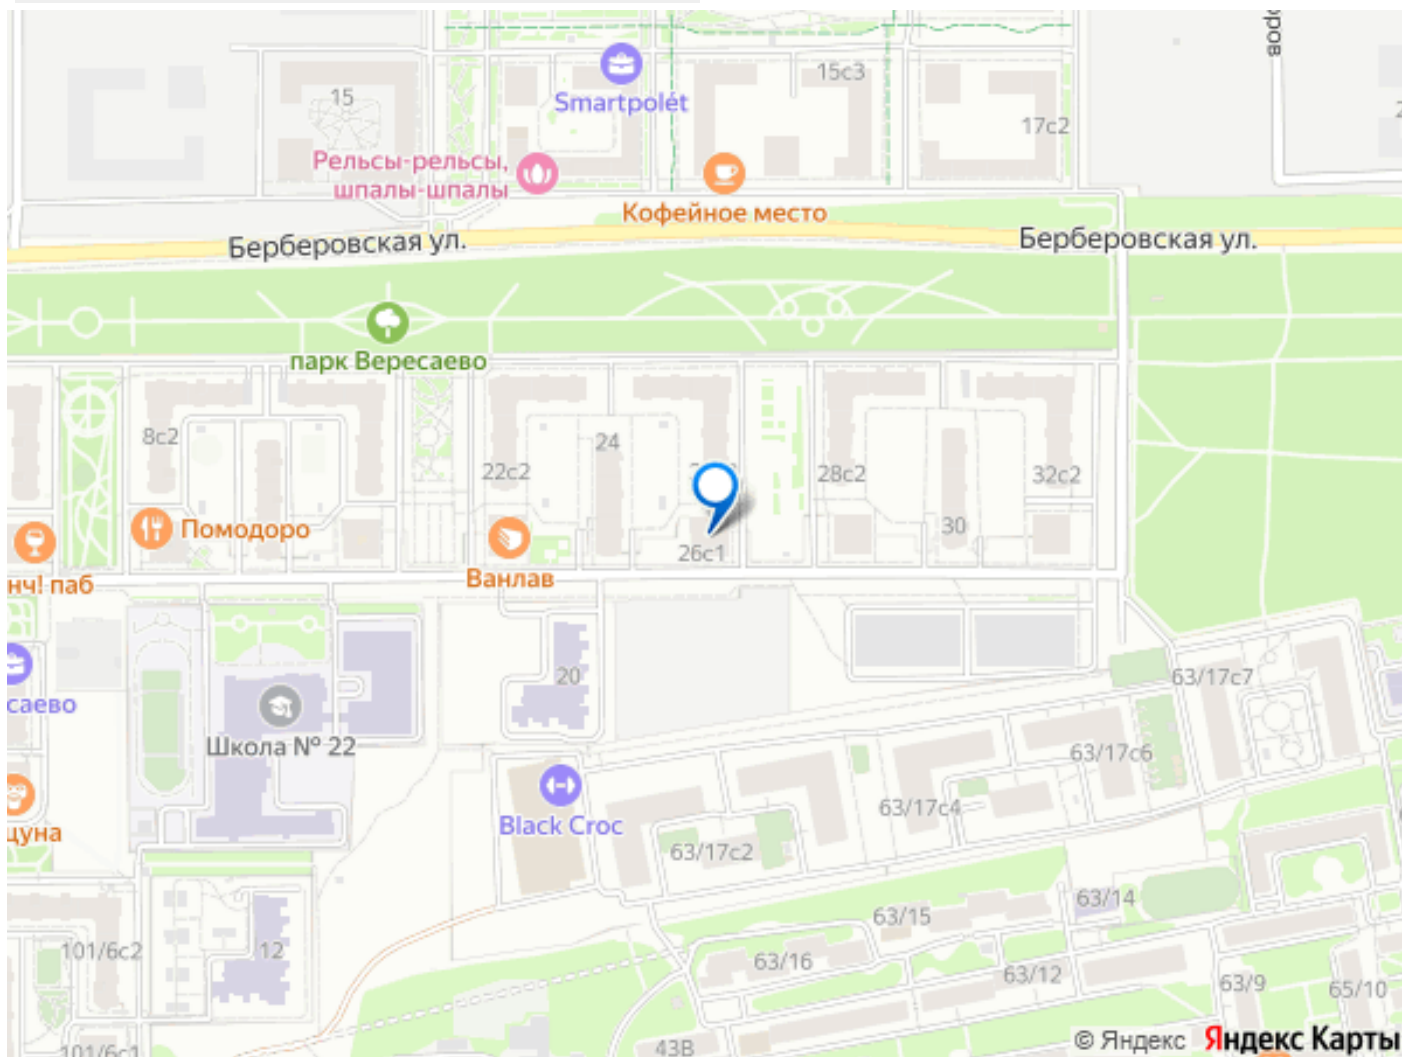 15
Smartpolét
15с3
17с2
Рельсы-рельсы,
шпалы-шпалы
Кофейное место
Берберовская ул.
Берберовская ул.
парк Вересаево
8с2
22с2
24
28с2
32с2
30
Помодоро
Ванлав
26с1
нч! паб
20
63/17с7
саево
Школа № 22
63/17с6
63/17с4
Black Croc
цуна
63/17с2
63/14
63/15
101/6с2
12
63/16
63/12
63/9
65/10
43В
101/6с1
© Яндекс Яндекс Карты